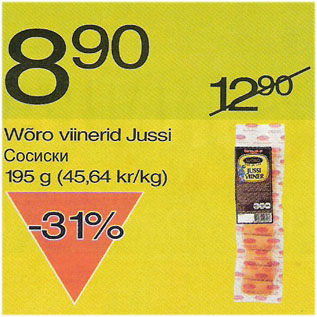 8 90
12 90
Wõro viinerid Jussi
Сосиски
195 g (45,64 kr/kg)
-31%
JUSSI
VIINER